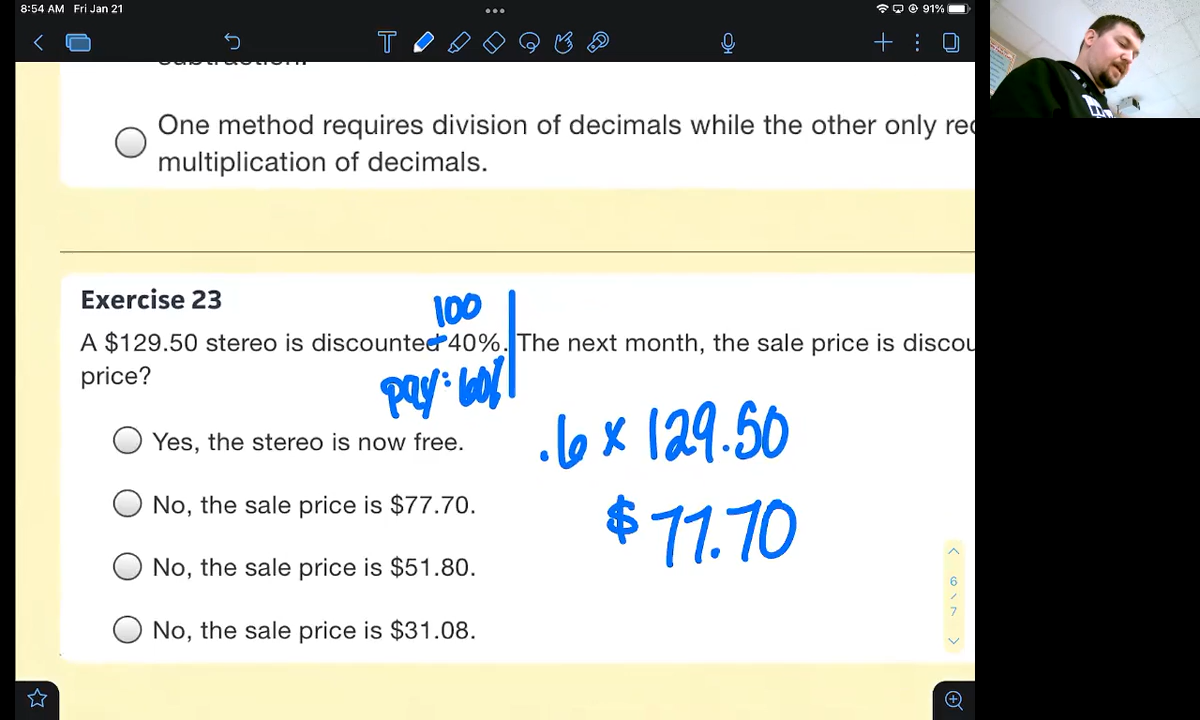 8:54 AM Fri Jan 21
91%
One method requires division of decimals while the other only
multiplication of decimals.
Exercise 23
100
A $129.50 stereo is discounted - 40%. The next month, the sale price is
price?
pay: 60%
.6 x 129.50
Yes, the stereo is now free.
No, the sale price is $77.70.
$77.70
No, the sale price is $51.80.
6
/
7
No, the sale price is $31.08.